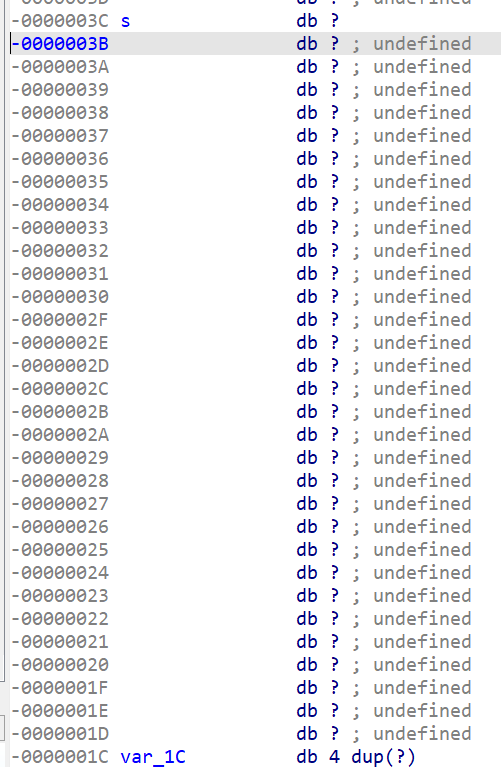 -0000003C s db ?
-0000003B db ? ; undefined
-0000003A db ? ; undefined
-00000039 db ? ; undefined
-00000038 db ? ; undefined
-00000037 db ? ; undefined
-00000036 db ? ; undefined
-00000035 db ? ; undefined
-00000034 db ? ; undefined
-00000033 db ? ; undefined
-00000032 db ? ; undefined
-00000031 db ? ; undefined
-00000030 db ? ; undefined
-0000002F db ? ; undefined
-0000002E db ? ; undefined
-0000002D db ? ; undefined
-0000002C db ? ; undefined
-0000002B db ? ; undefined
-0000002A db ? ; undefined
-00000029 db ? ; undefined
-00000028 db ? ; undefined
-00000027 db ? ; undefined
-00000026 db ? ; undefined
-00000025 db ? ; undefined
-00000024 db ? ; undefined
-00000023 db ? ; undefined
-00000022 db ? ; undefined
-00000021 db ? ; undefined
-00000020 db ? ; undefined
-0000001F db ? ; undefined
-0000001E db ? ; undefined
-0000001D db ? ; undefined
-0000001C var_1C db 4 dup(?)